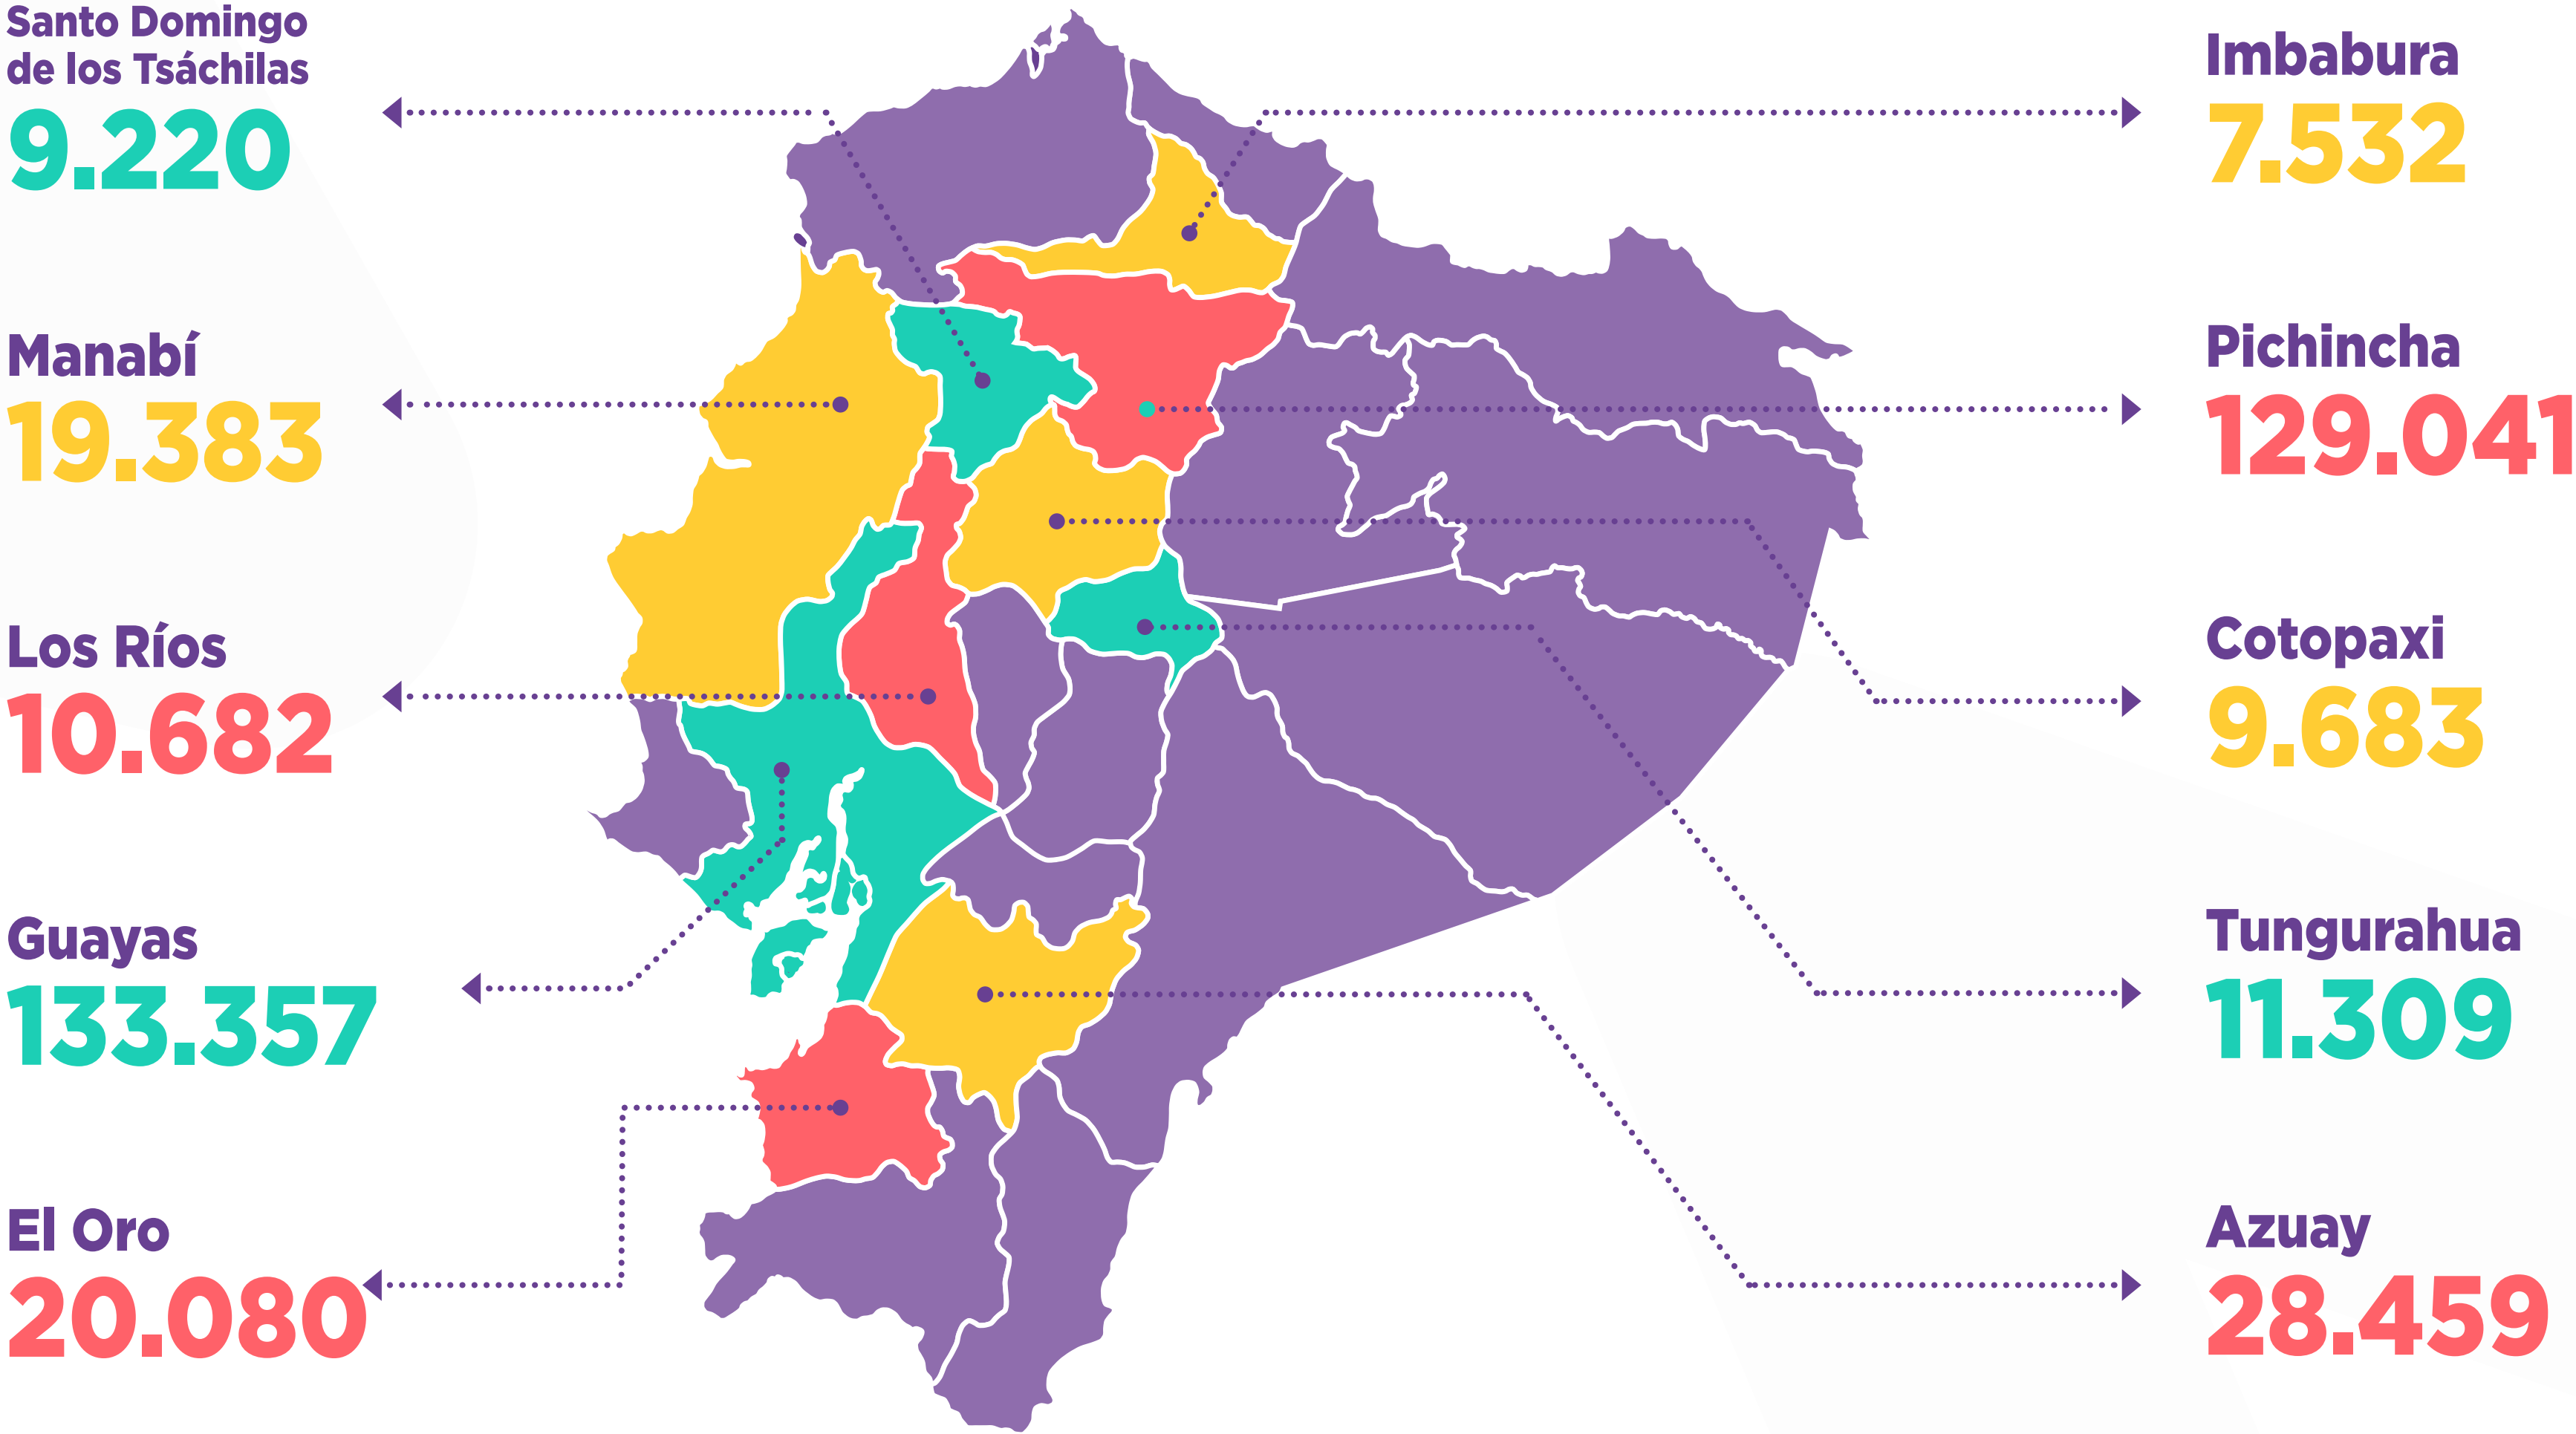 Santo Domingo
de los Tsáchilas
9.220
Manabí
19.383
Los Ríos
10.682
Guayas
133.357
El Oro
20.080
Imbabura
7.532
Pichincha
129.041
Cotopaxi
9.683
Tungurahua
11.309
Azuay
28.459